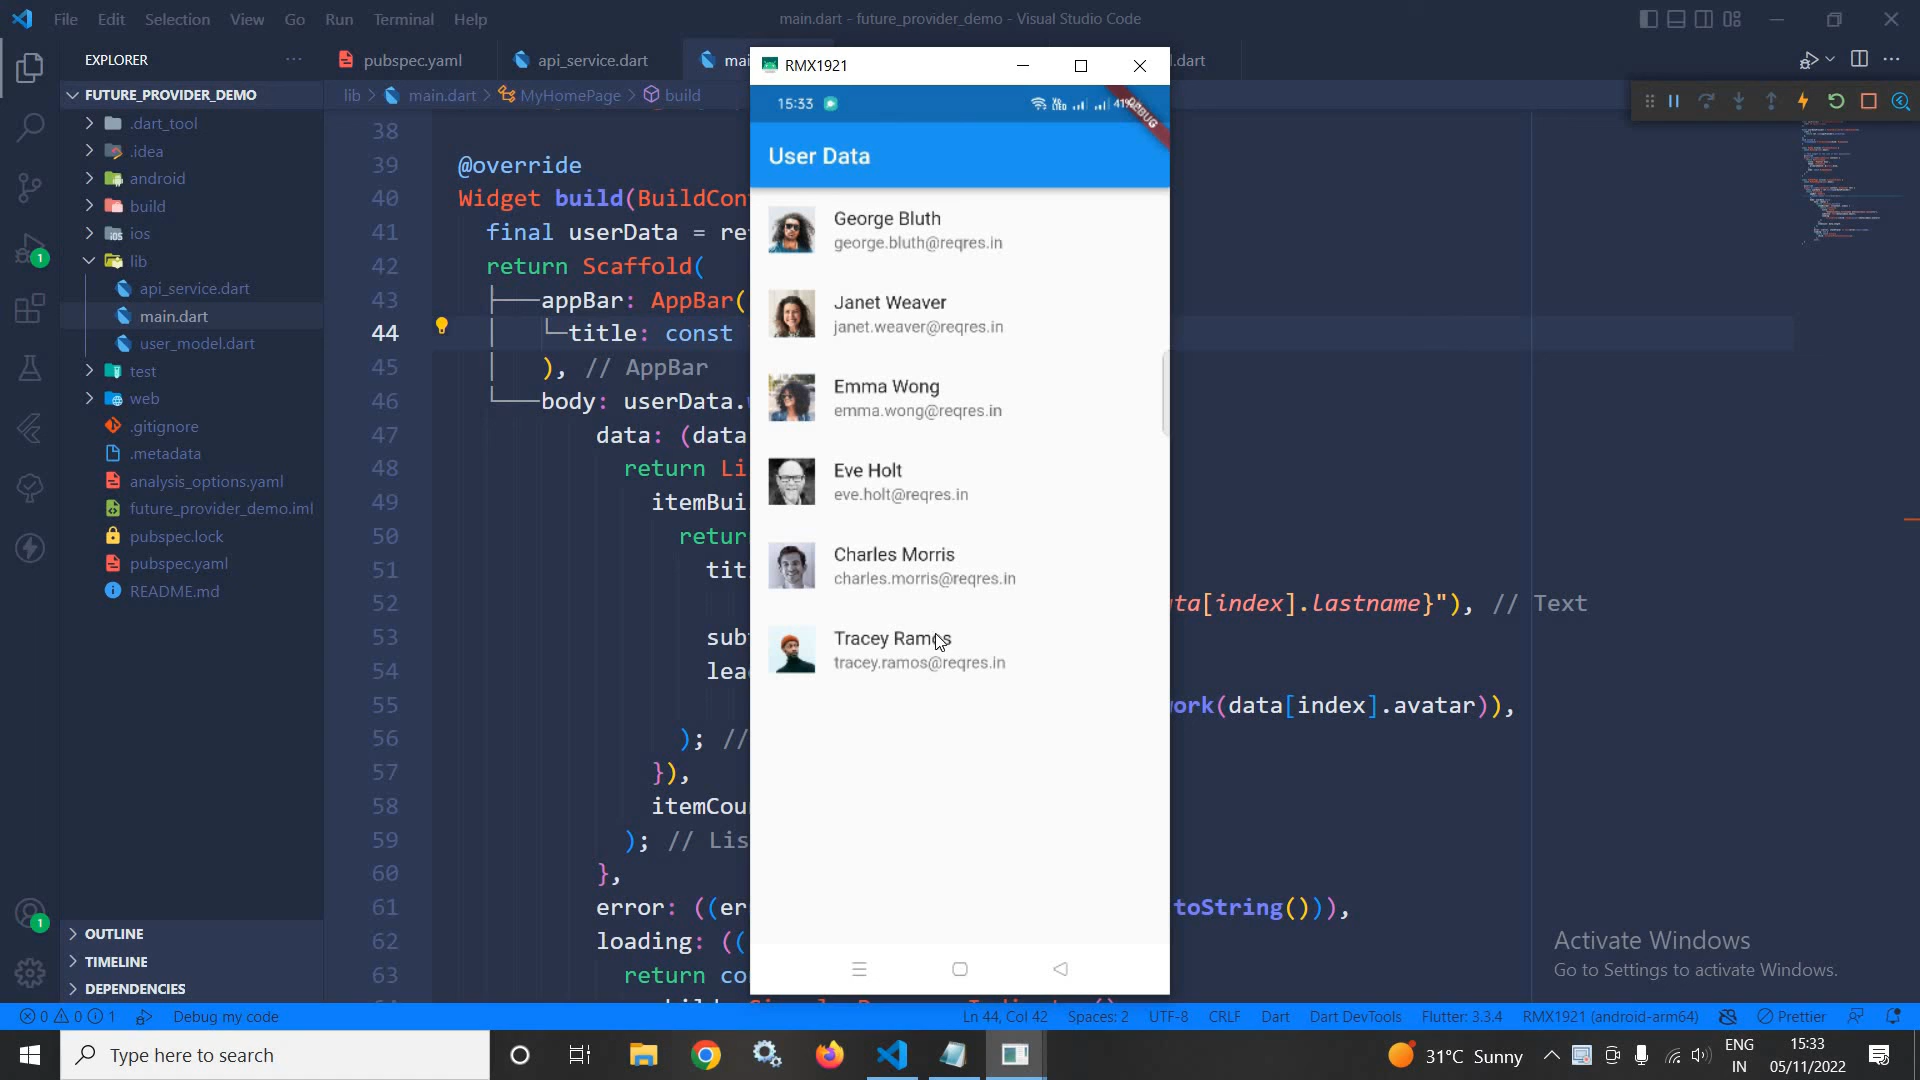 File Edit Selection View Go Run Terminal Help
main.dart - future_provider_demo - Visual Studio Code
EXPLORER
FUTURE_PROVIDER_DEMO
.dart_tool
.idea
android
build
ios
lib
api_service.dart
main.dart
user_model.dart
test
web
.gitignore
.metadata
analysis_options.yaml
future_provider_demo.iml
pubspec.lock
pubspec.yaml
README.md
OUTLINE
TIMELINE
DEPENDENCIES
pubspec.yaml api_service.dart mai .dart
lib > main.dart > MyHomePage > build
38
39 @override
40 Widget build(BuildCon
41 final userData = re
42 return Scaffold(
43 appBar: AppBar(
44 title: const
45 ), // AppBar
46 body: userData.
47 data: (data
48 return Li
49 itemBui
50 retur
51 tit
52 ta[index].lastname}"), // Text
53 sub
54 lea
55 work(data[index].avatar)),
56 ); //
57 }),
58 itemCou
59 ); // Lis
60 },
61 error: ((er toString())),
62 loading: ((
63 return co
RMX1921
15:33 41%
DEBUG
User Data
George Bluth
george.bluth@reqres.in
Janet Weaver
janet.weaver@reqres.in
Emma Wong
emma.wong@reqres.in
Eve Holt
eve.holt@reqres.in
Charles Morris
charles.morris@reqres.in
Tracey Ramos
tracey.ramos@reqres.in
Activate Windows
Go to Settings to activate Windows.
0 0 1 Debug my code Ln 44, Col 42 Spaces: 2 UTF-8 CRLF Dart Dart DevTools Flutter: 3.3.4 RMX1921 (android-arm64) Prettier
Type here to search
31°C Sunny
ENG
IN
15:33
05/11/2022